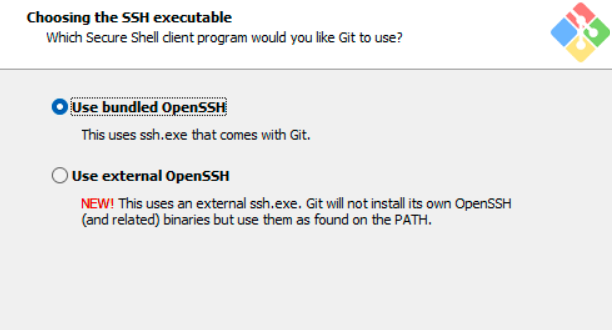 Choosing the SSH executable
Which Secure Shell client program would you like Git to use?
Use bundled OpenSSH
This uses ssh.exe that comes with Git.
Use external OpenSSH
NEW! This uses an external ssh.exe. Git will not install its own OpenSSH
(and related) binaries but use them as found on the PATH.